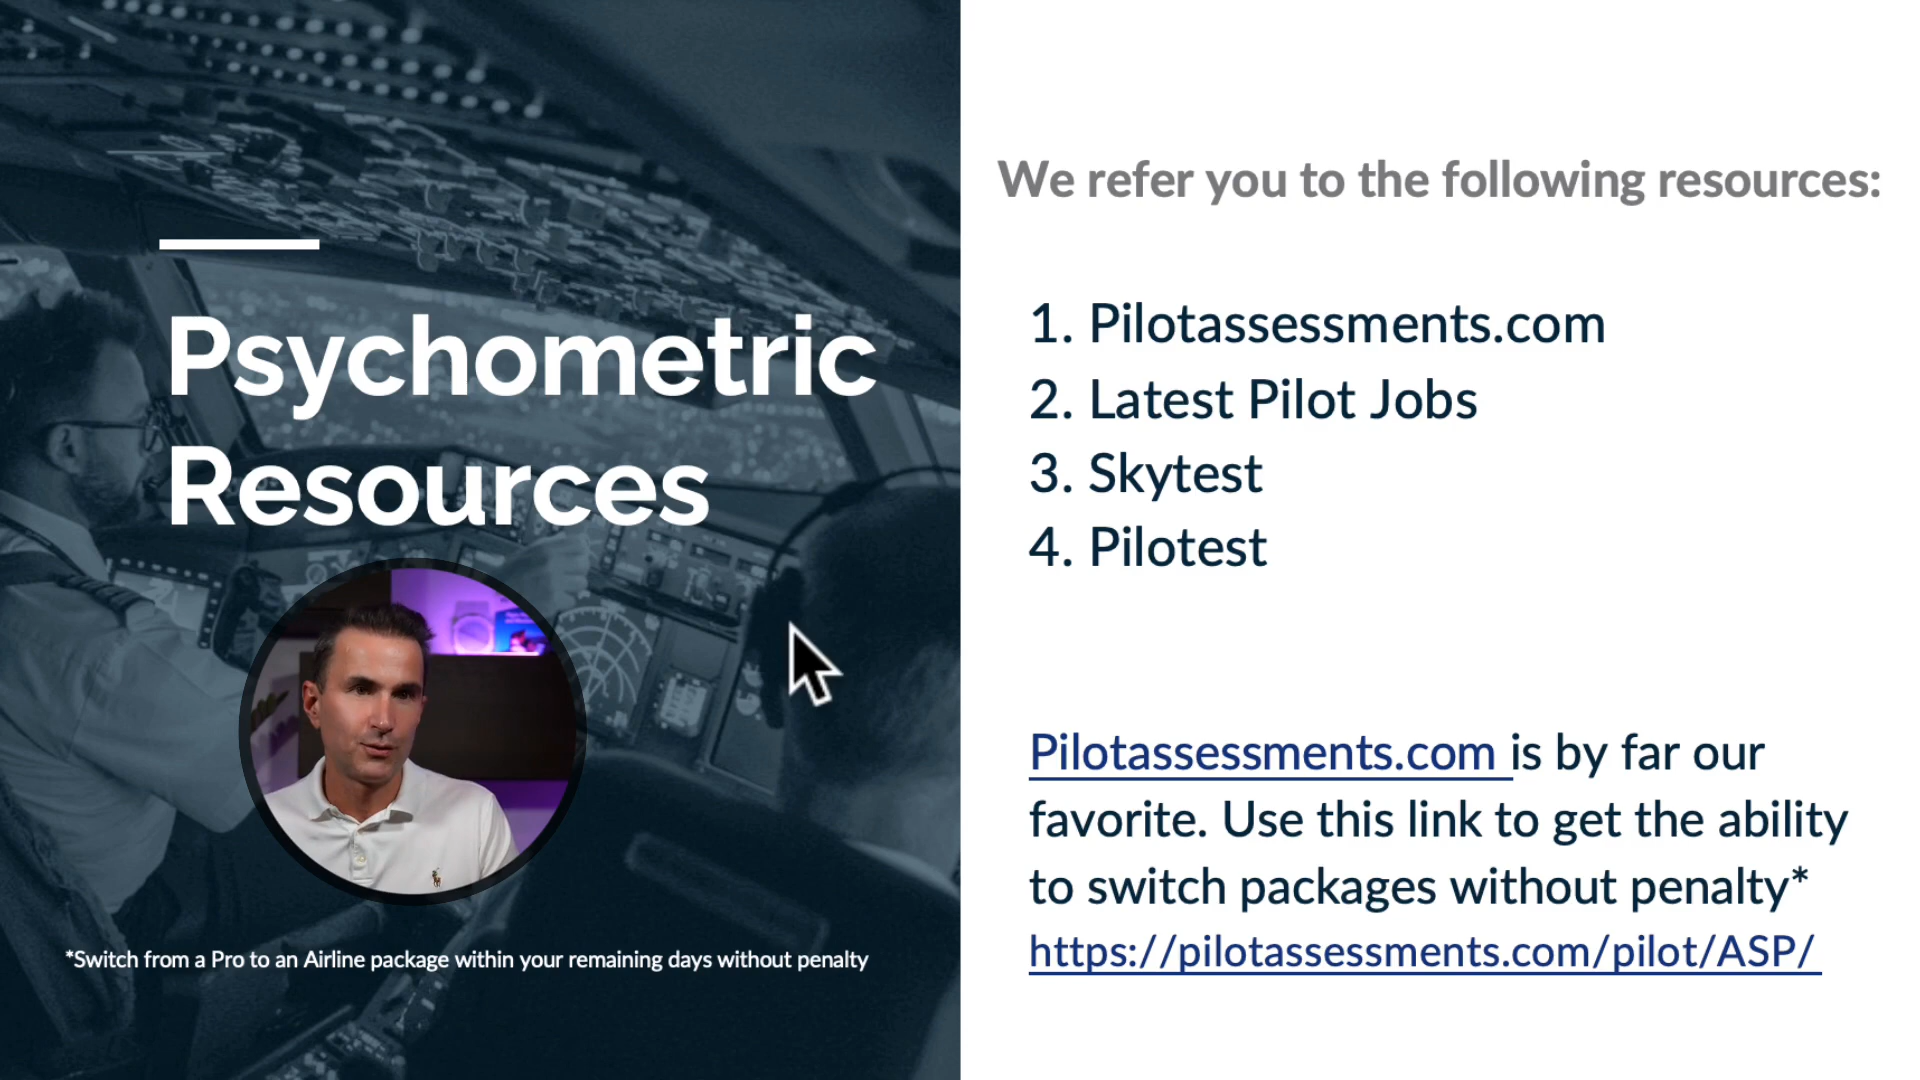 Psychometric
Resources
*Switch from a Pro to an Airline package within your remaining days without penalty
We refer you to the following resources:
1. Pilotassessments.com
2. Latest Pilot Jobs
3. Skytest
4. Pilotest
Pilotassessments.com is by far our
favorite. Use this link to get the ability
to switch packages without penalty*
https://pilotassessments.com/pilot/ASP/